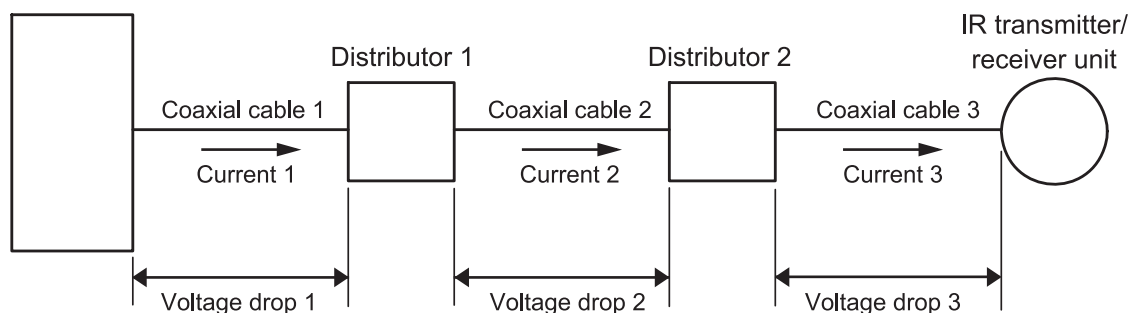 IR transmitter/
receiver unit
Distributor 1
Distributor 2
Coaxial cable 1
Coaxial cable 2
Coaxial cable 3
Current 1
Current 2
Current 3
Voltage drop 1
Voltage drop 2
Voltage drop 3